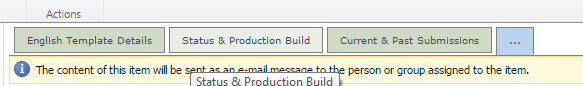 Actions
English Template Details Status & Production Build Current & Past Submissions ...
The content of this item will be sent as an e-mail message to the person or group assigned to the item.
Status & Production Build